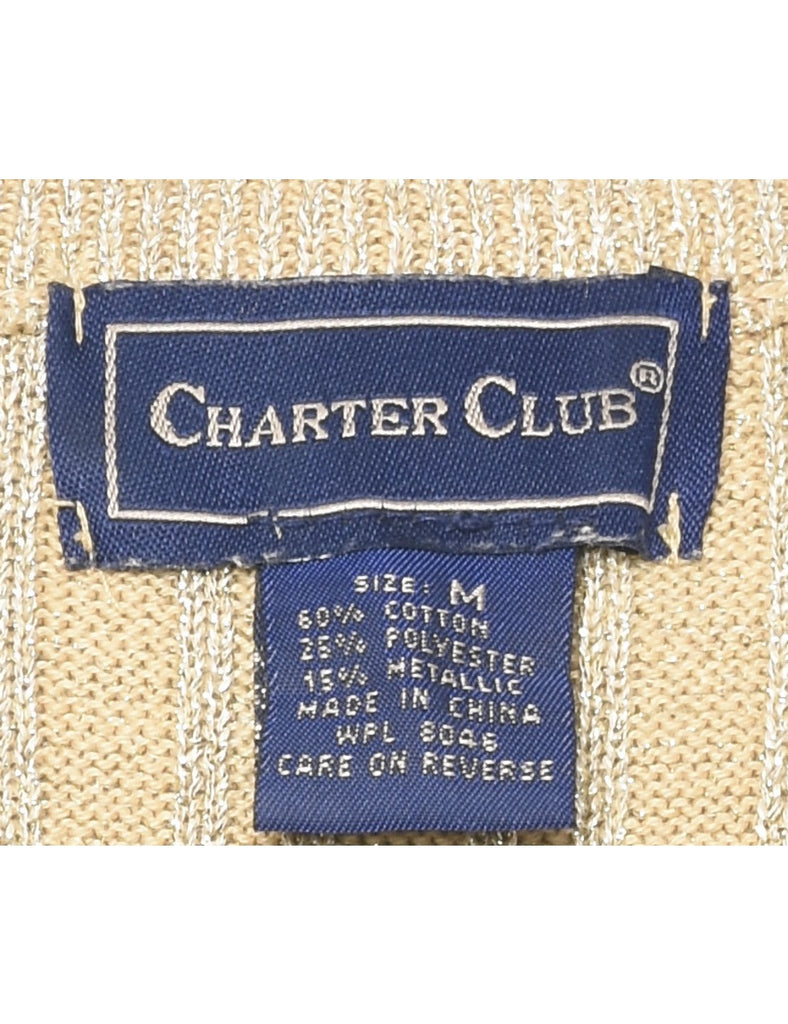 CHARTER CLUB®
SIZE: M
60% COTTON
25% POLYESTER
15% METALLIC
MADE IN CHINA
WPL 8046
CARE ON REVERSE